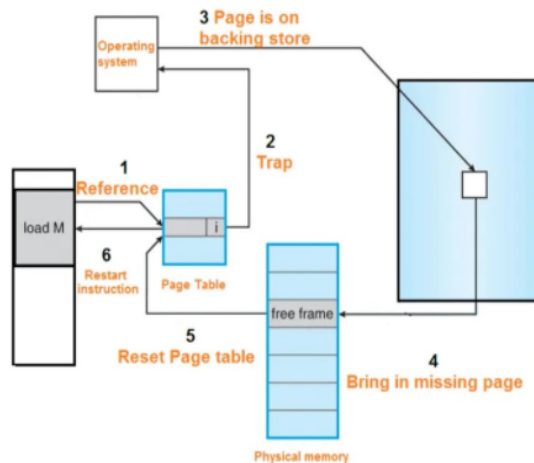 3 Page is on
backing store
Operating
system
2
Trap
1
Reference
load M
i
6
Restart
instruction
Page Table
free frame
5
Reset Page table
4
Bring in missing page
Physical memory